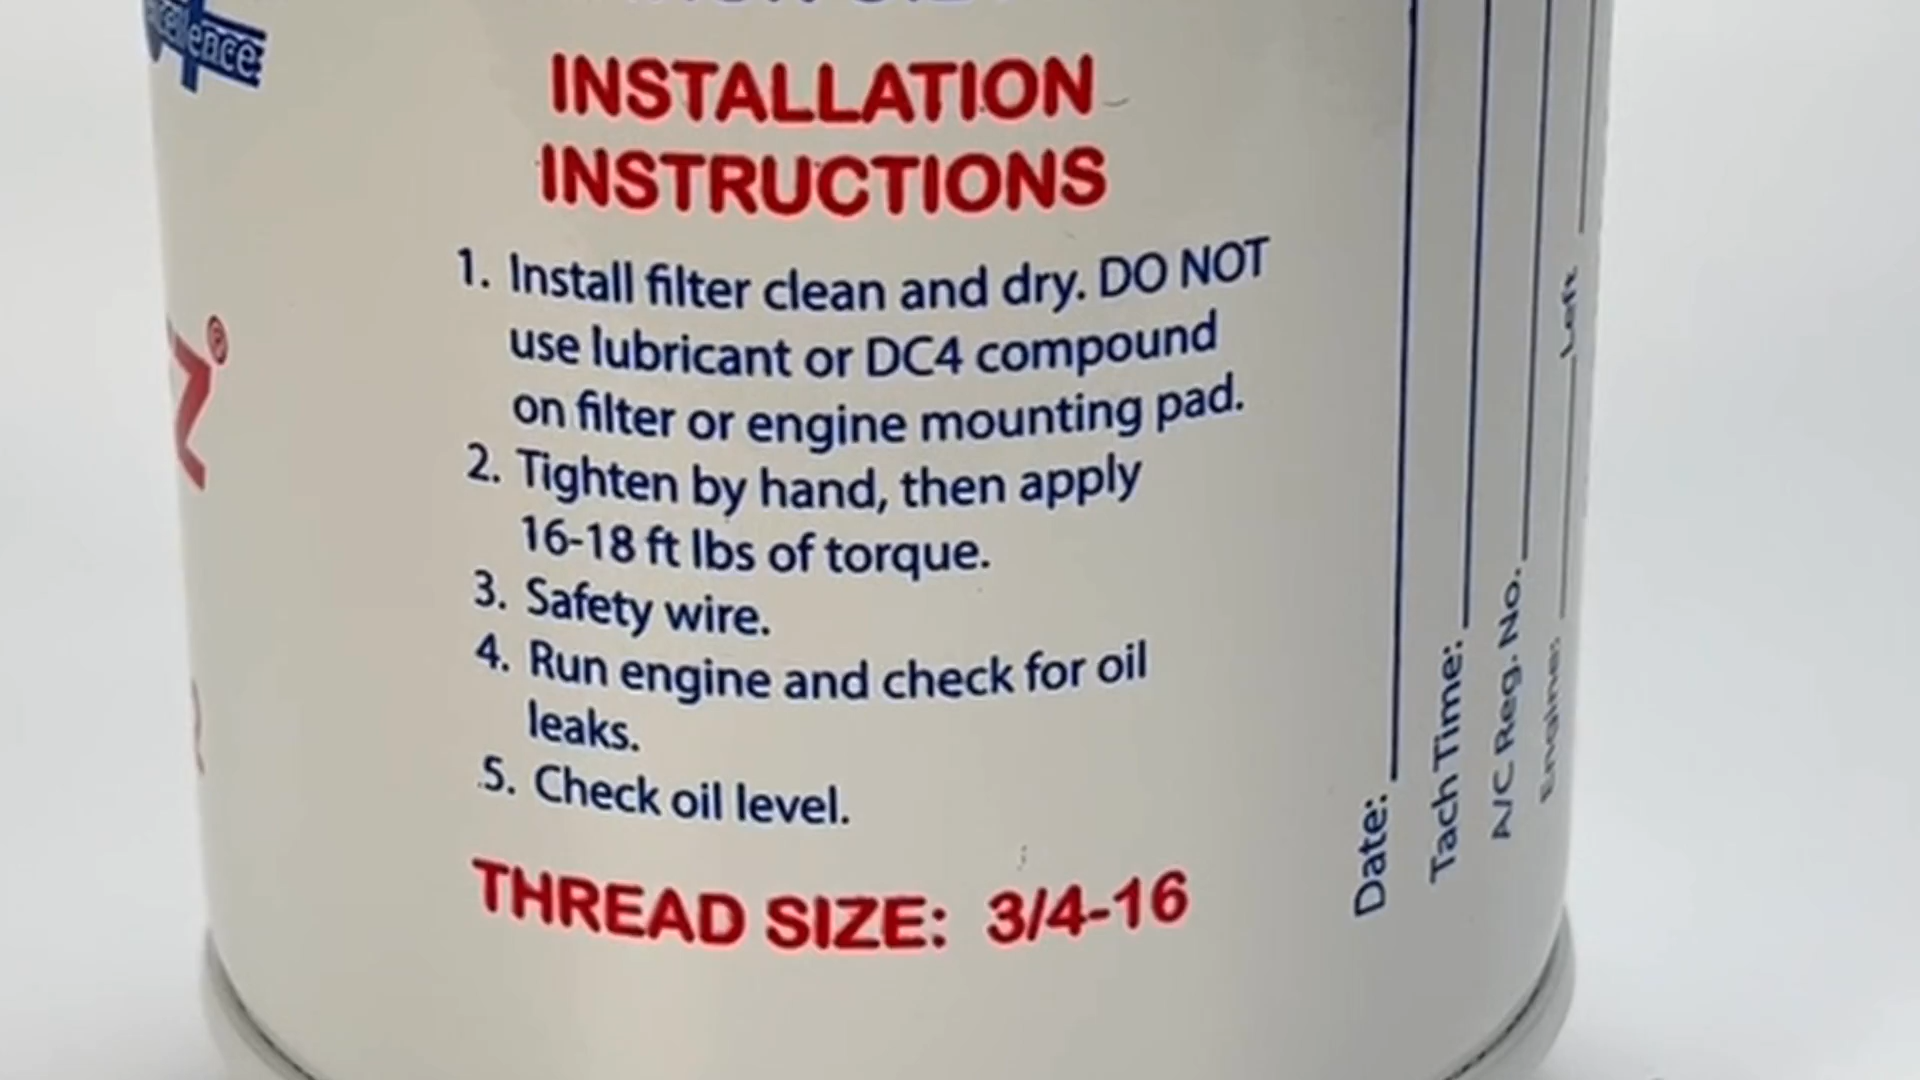 INSTALLATION
INSTRUCTIONS
1. Install filter clean and dry. DO NOT
use lubricant or DC4 compound
on filter or engine mounting pad.
2. Tighten by hand, then apply
16-18 ft lbs of torque.
3. Safety wire.
4. Run engine and check for oil
leaks.
5. Check oil level.
THREAD SIZE: 3/4-16
Date:
Tach Time:
A/C Reg. No.
Engine: Left